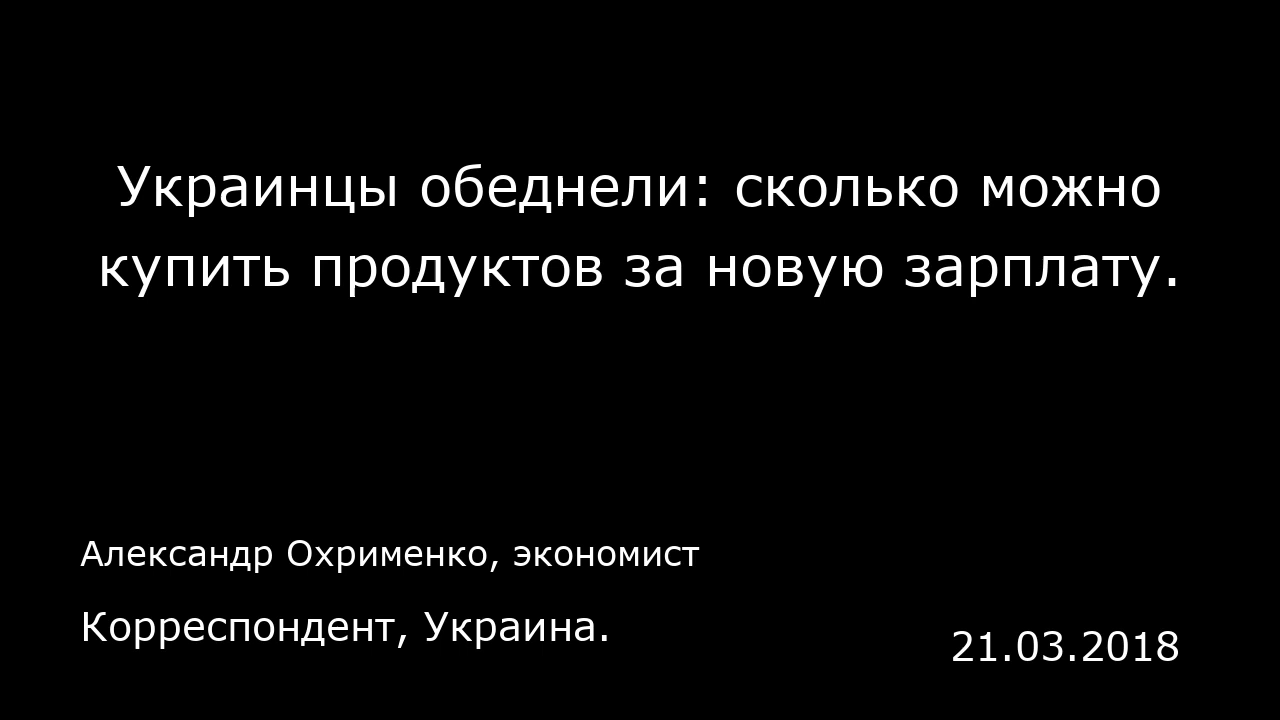 Украинцы обеднели: сколько можно
купить продуктов за новую зарплату.
Александр Охрименко, экономист
Корреспондент, Украина.
21.03.2018